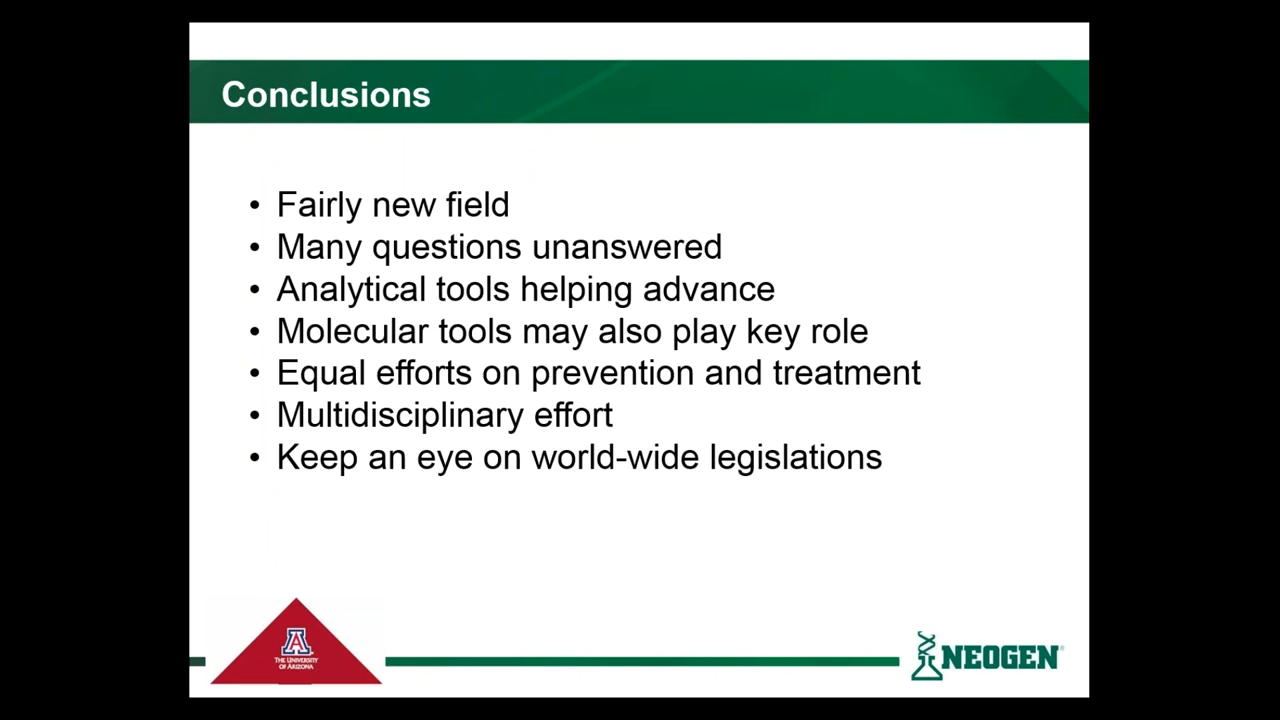 Conclusions
• Fairly new field
• Many questions unanswered
• Analytical tools helping advance
• Molecular tools may also play key role
• Equal efforts on prevention and treatment
• Multidisciplinary effort
• Keep an eye on world-wide legislations
A
THE UNIVERSITY
OF ARIZONA
NEOGEN®